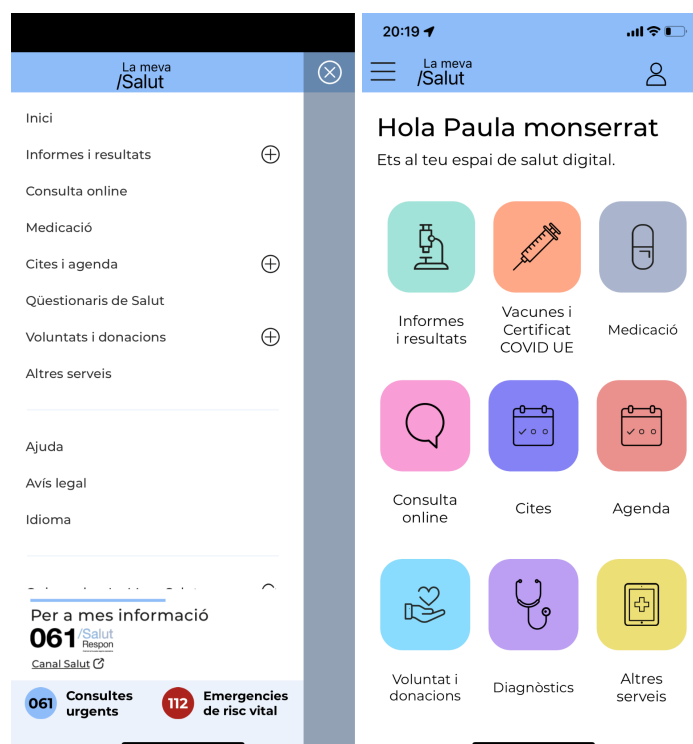 La meva
/Salut
Inici
Informes i resultats
Consulta online
Medicació
Cites i agenda
Qüestionaris de Salut
Voluntats i donacions
Altres serveis
Ajuda
Avís legal
Idioma
Per a mes informació
061 /Salut
Respon
Canal Salut
061 Consultes
urgents
112 Emergencies
de risc vital
20:19
La meva
/Salut
Hola Paula monserrat
Ets al teu espai de salut digital.
Informes
i resultats
Vacunes i
Certificat
COVID UE
Medicació
Consulta
online
Cites
Agenda
Voluntat i
donacions
Diagnòstics
Altres
serveis